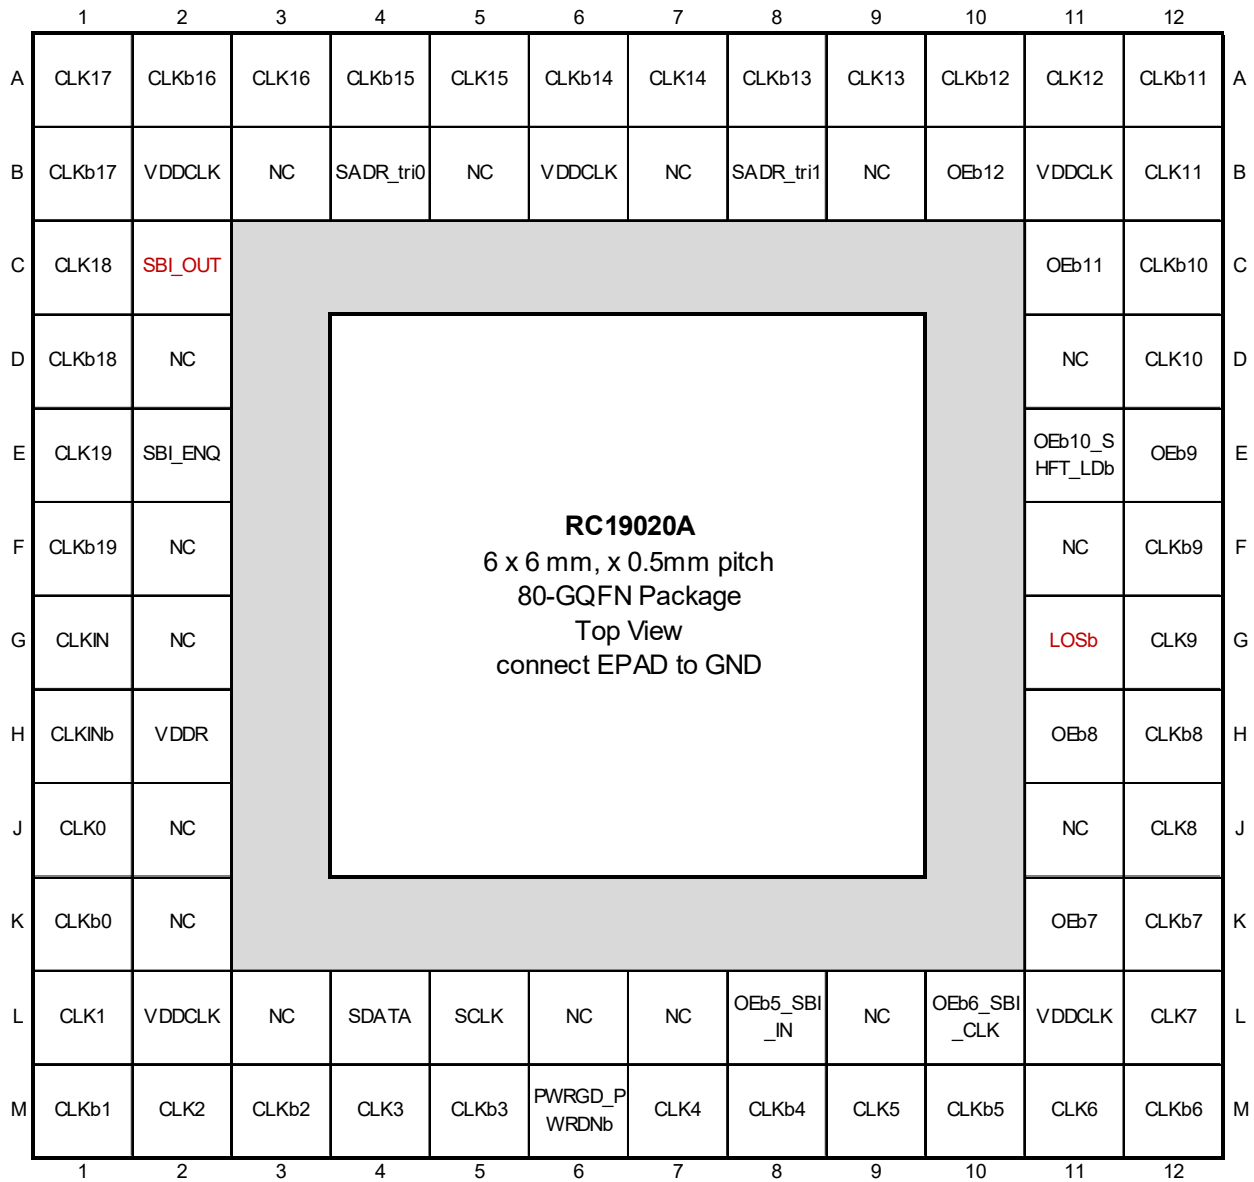 1 2 3 4 5 6 7 8 9 10 11 12
A CLK17 CLKb16 CLK16 CLKb15 CLK15 CLKb14 CLK14 CLKb13 CLK13 CLKb12 CLK12 CLKb11 A
B CLKb17 VDDCLK NC SADR_tri0 NC VDDCLK NC SADR_tri1 NC OEb12 VDDCLK CLK11 B
C CLK18 SBI_OUT OEb11 CLKb10 C
D CLKb18 NC NC CLK10 D
E CLK19 SBI_ENQ OEb10_S
HFT_LDb OEb9 E
F CLKb19 NC NC CLKb9 F
G CLKIN NC LOSb CLK9 G
RC19020A
6 x 6 mm, x 0.5mm pitch
80-GQFN Package
Top View
connect EPAD to GND
H CLKINb VDDR OEb8 CLKb8 H
J CLK0 NC NC CLK8 J
K CLKb0 NC OEb7 CLKb7 K
L CLK1 VDDCLK NC SDATA SCLK NC NC OEb5_SBI
_IN NC OEb6_SBI
_CLK VDDCLK CLK7 L
M CLKb1 CLK2 CLKb2 CLK3 CLKb3 PWRGD_P
WRDNb CLK4 CLKb4 CLK5 CLKb5 CLK6 CLKb6 M
1 2 3 4 5 6 7 8 9 10 11 12